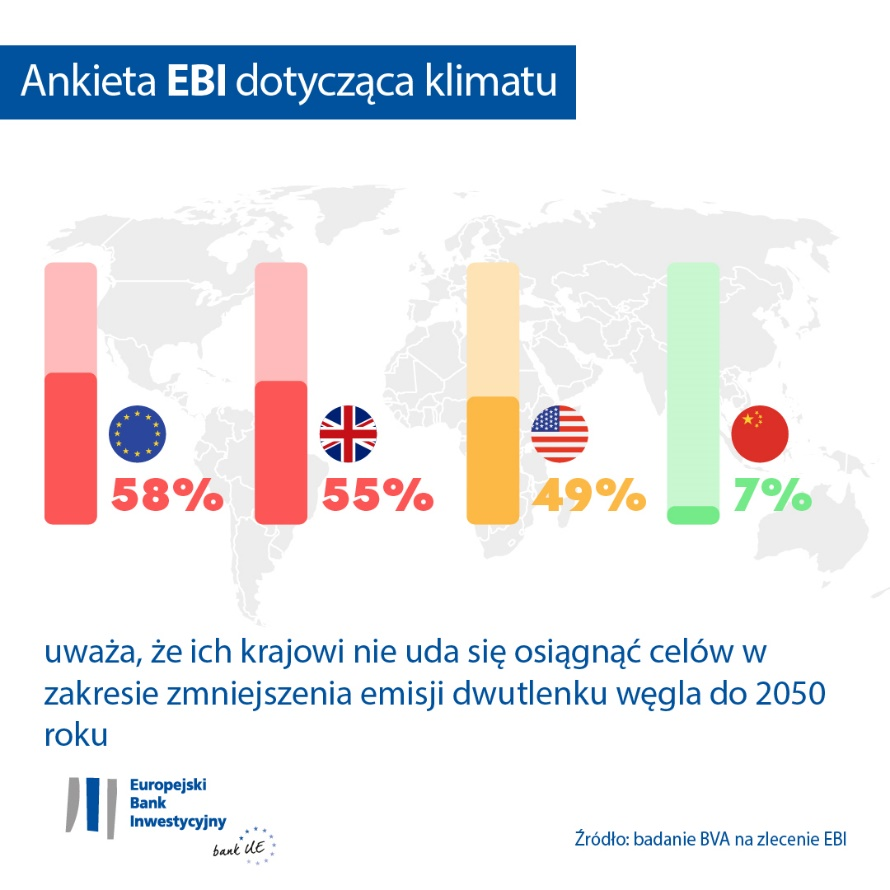 Ankieta EBI dotycząca klimatu
58%
55%
49%
7%
uważa, że ich krajowi nie uda się osiągnąć celów w
zakresie zmniejszenia emisji dwutlenku węgla do 2050
roku
Europejski
Bank
Inwestycyjny
bank UE
Źródło: badanie BVA na zlecenie EBI